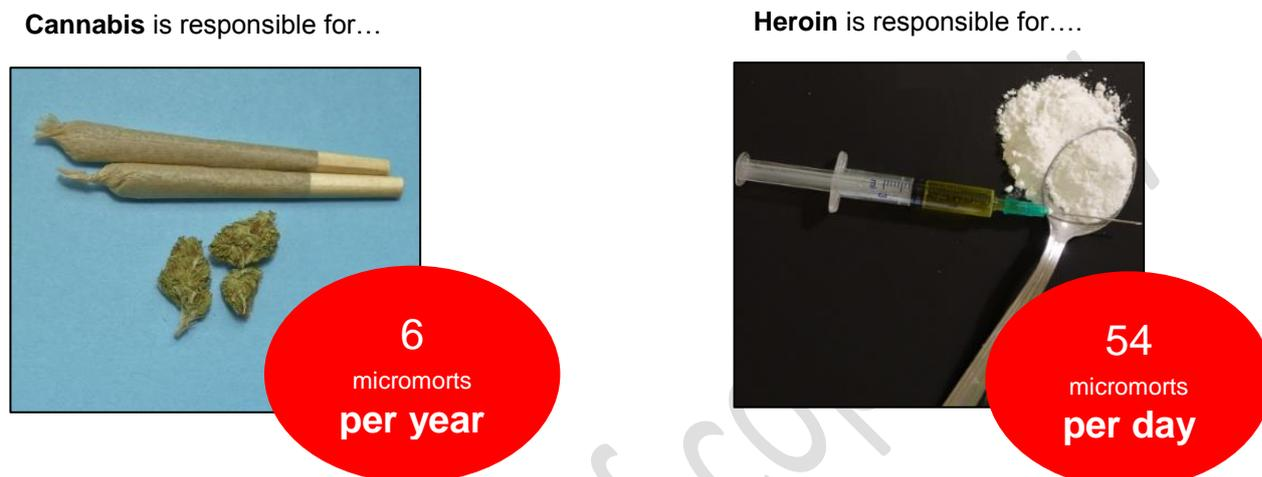 Cannabis is responsible for…
Heroin is responsible for….
6
micromorts
per year
54
micromorts
per day